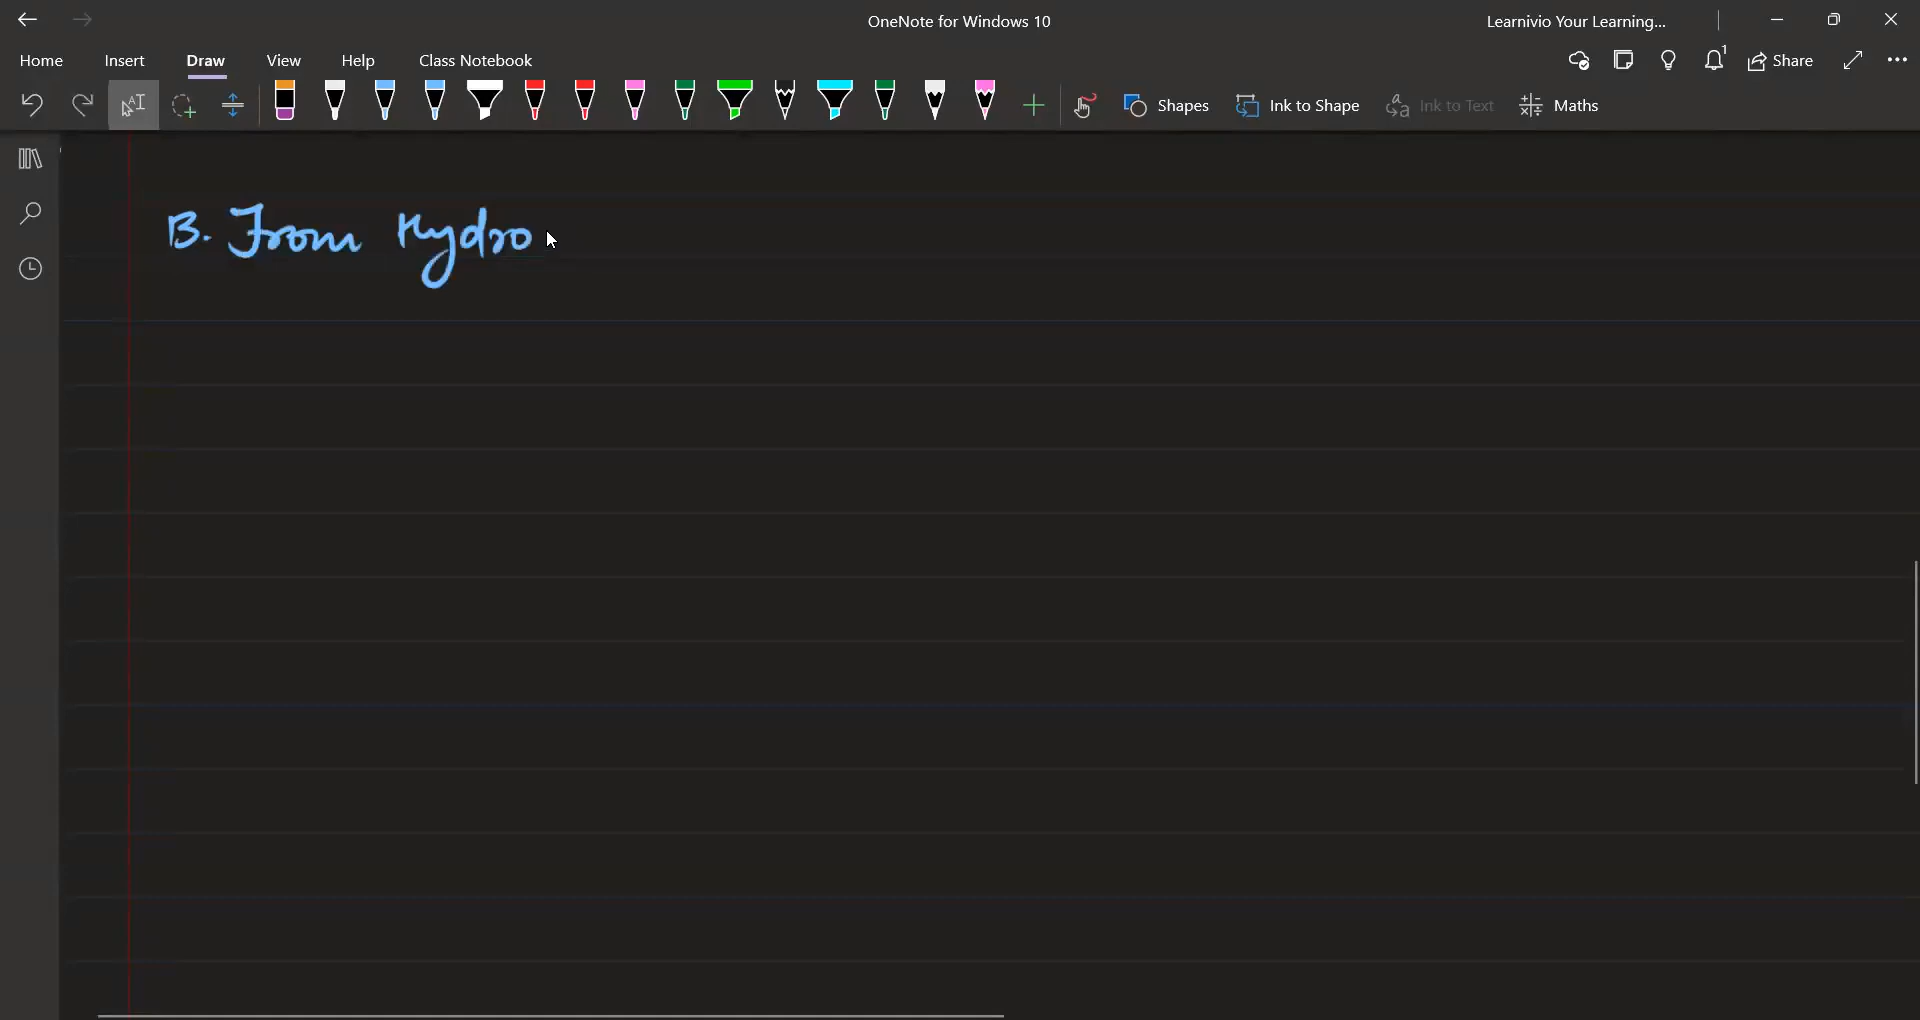 OneNote for Windows 10
Learnivio Your Learning...
Home Insert Draw View Help Class Notebook
1
Share
Shapes
Ink to Shape
Ink to Text
Maths
B. From Hydro